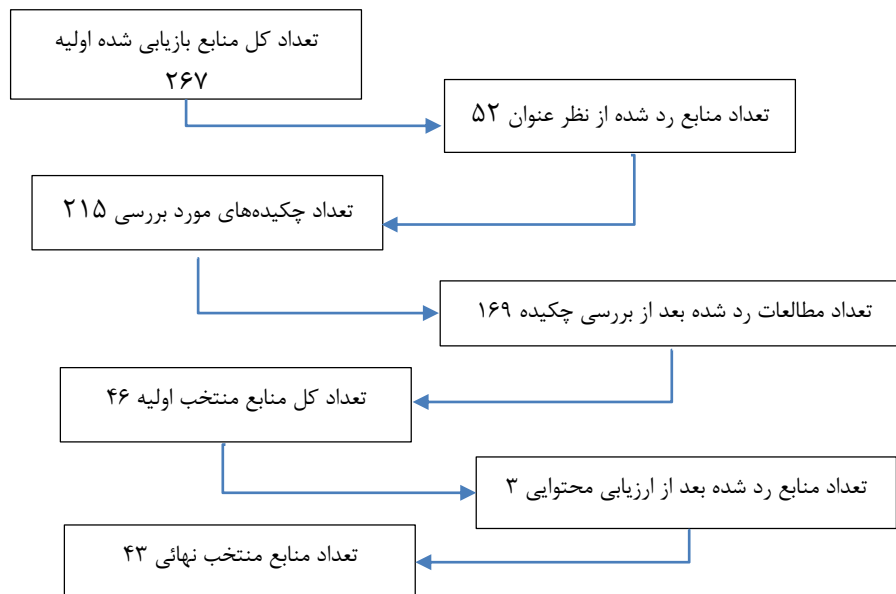 تعداد کل منابع بازیابی شده اولیه
۲۶۷
تعداد منابع رد شده از نظر عنوان ۵۲
تعداد چکیده‌های مورد بررسی ۲۱۵
تعداد مطالعات رد شده بعد از بررسی چکیده ۱۶۹
تعداد کل منابع منتخب اولیه ۴۶
تعداد منابع رد شده بعد از ارزیابی محتوایی ۳
تعداد منابع منتخب نهائی ۴۳